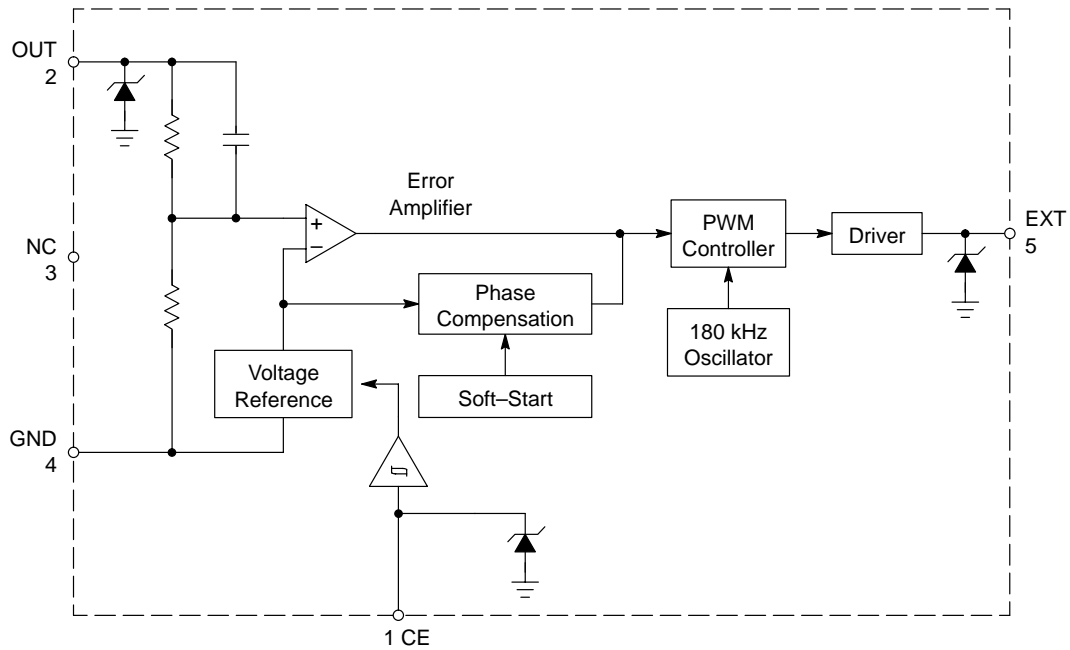 OUT
2
NC
3
GND
4
+
−
Error
Amplifier
Phase
Compensation
Voltage
Reference
Soft–Start
PWM
Controller
180 kHz
Oscillator
Driver
EXT
5
1 CE